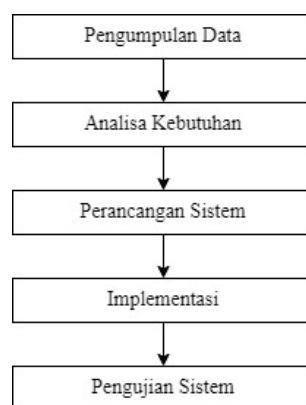 Pengumpulan Data
Analisa Kebutuhan
Perancangan Sistem
Implementasi
Pengujian Sistem